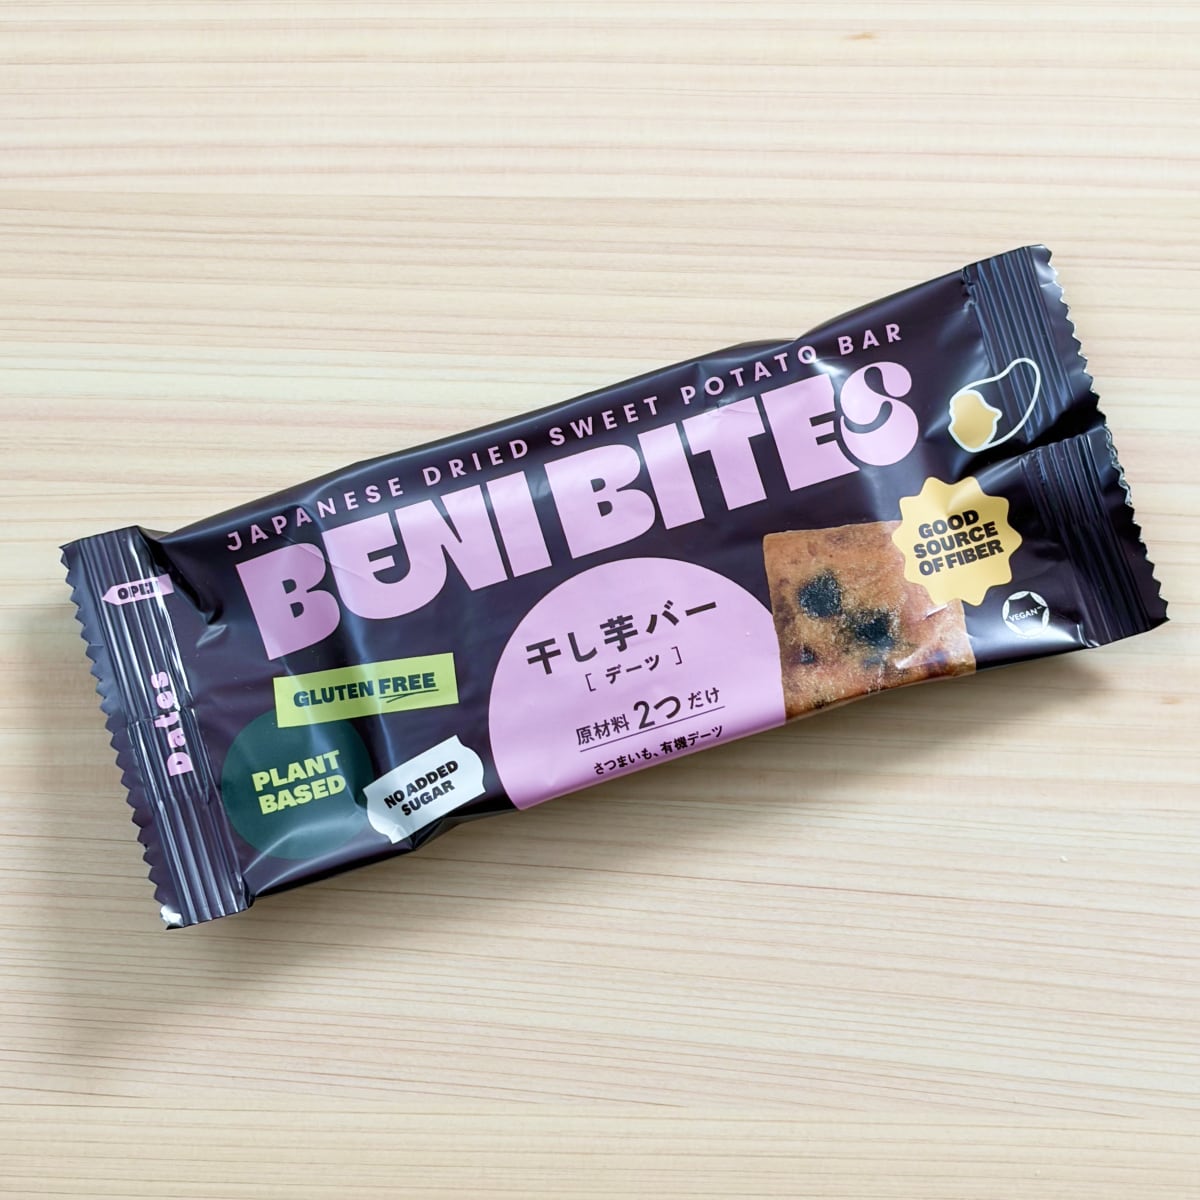 JAPANESE DRIED SWEET POTATO BAR
BENI BITES
OPEN
Dates
GLUTEN FREE
PLANT
BASED
NO ADDED
SUGAR
干し芋バー
[デーツ]
原材料2つだけ
さつまいも、有機デーツ
GOOD
SOURCE
OF FIBER
VEGAN